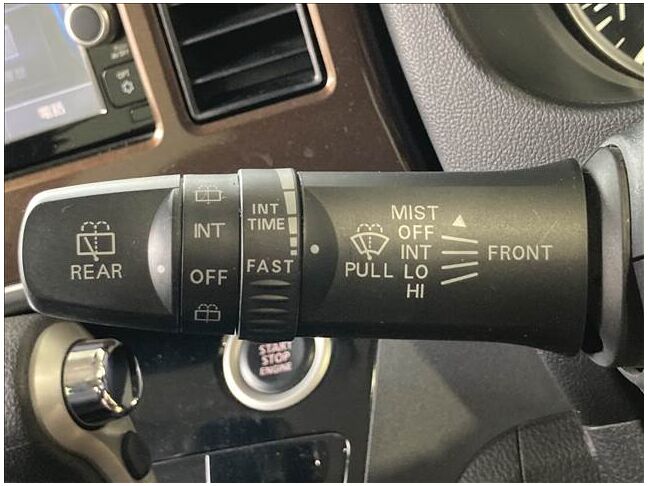 REAR
INT
OFF
INT
TIME
FAST
PULL
MIST
OFF
INT
LO
HI
FRONT
START
STOP
ENGINE